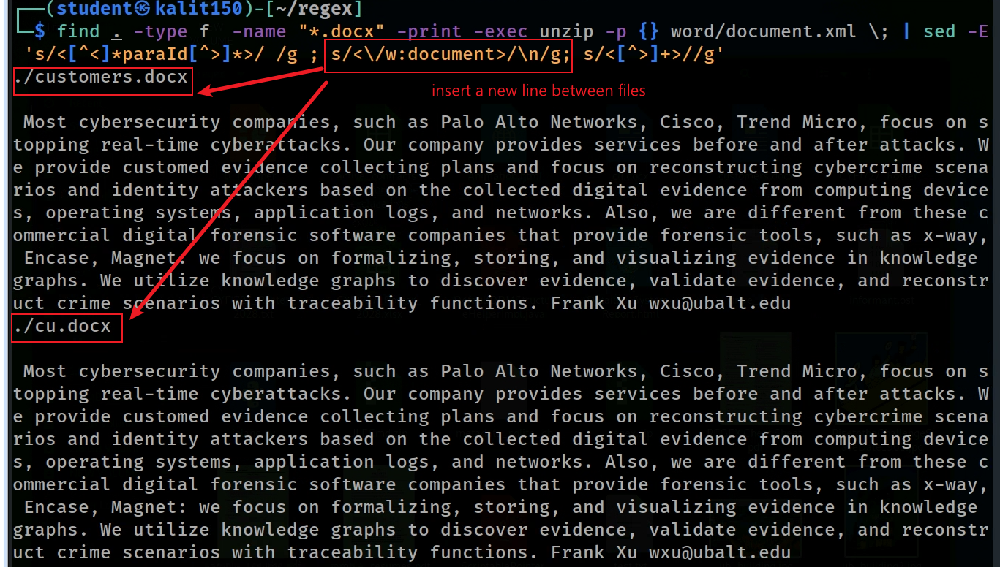 (student㉿kalit150)-[~/regex]
$ find . -type f  -name "*.docx" -print -exec unzip -p {} word/document.xml \; | sed -E
's/<[^<]*paraId[^>]*>/ /g ; s/<\/w:document>/\n/g; s/<[^>]+>//g'
./customers.docx
insert a new line between files
Most cybersecurity companies, such as Palo Alto Networks, Cisco, Trend Micro, focus on s
topping real-time cyberattacks. Our company provides services before and after attacks. W
e provide customed evidence collecting plans and focus on reconstructing cybercrime scena
rios and identity attackers based on the collected digital evidence from computing device
s, operating systems, application logs, and networks. Also, we are different from these c
ommercial digital forensic software companies that provide forensic tools, such as x-way,
Encase, Magnet: we focus on formalizing, storing, and visualizing evidence in knowledge
graphs. We utilize knowledge graphs to discover evidence, validate evidence, and reconstr
uct crime scenarios with traceability functions. Frank Xu wxu@ubalt.edu
./cu.docx
Most cybersecurity companies, such as Palo Alto Networks, Cisco, Trend Micro, focus on s
topping real-time cyberattacks. Our company provides services before and after attacks. W
e provide customed evidence collecting plans and focus on reconstructing cybercrime scena
rios and identity attackers based on the collected digital evidence from computing device
s, operating systems, application logs, and networks. Also, we are different from these c
ommercial digital forensic software companies that provide forensic tools, such as x-way,
Encase, Magnet: we focus on formalizing, storing, and visualizing evidence in knowledge
graphs. We utilize knowledge graphs to discover evidence, validate evidence, and reconstr
uct crime scenarios with traceability functions. Frank Xu wxu@ubalt.edu